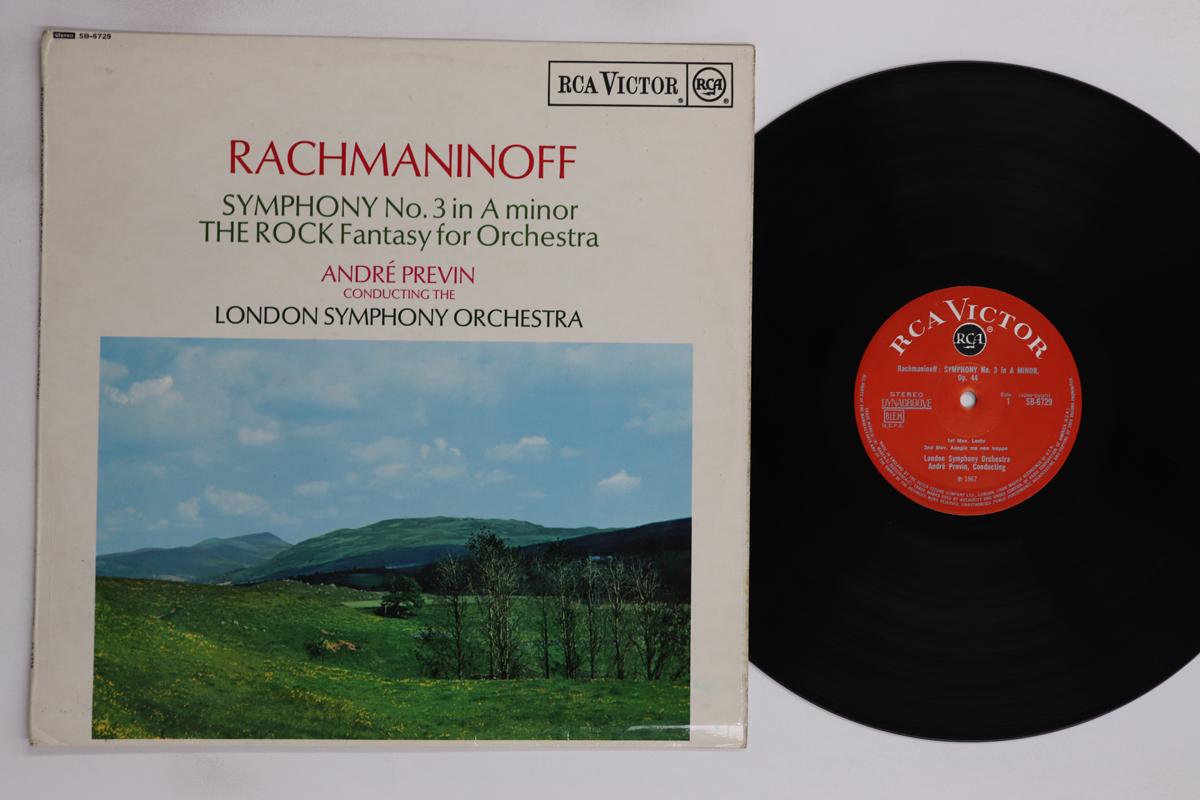 Stereo SB-6729
RCA VICTOR RCA
RACHMANINOFF
SYMPHONY No. 3 in A minor
THE ROCK Fantasy for Orchestra
ANDRÉ PREVIN
CONDUCTING THE
LONDON SYMPHONY ORCHESTRA
RCA VICTOR
RCA
Rachmaninoff: SYMPHONY No. 3 in A MINOR,
Op. 44
STEREO
DYNAGROOVE
B.I.E.M.
M.C.P.S.
Side
1
SB-6729
1st Mov. Lento
2nd Mov. Adagio ma non troppo
London Symphony Orchestra
André Previn, Conducting
℗ 1967